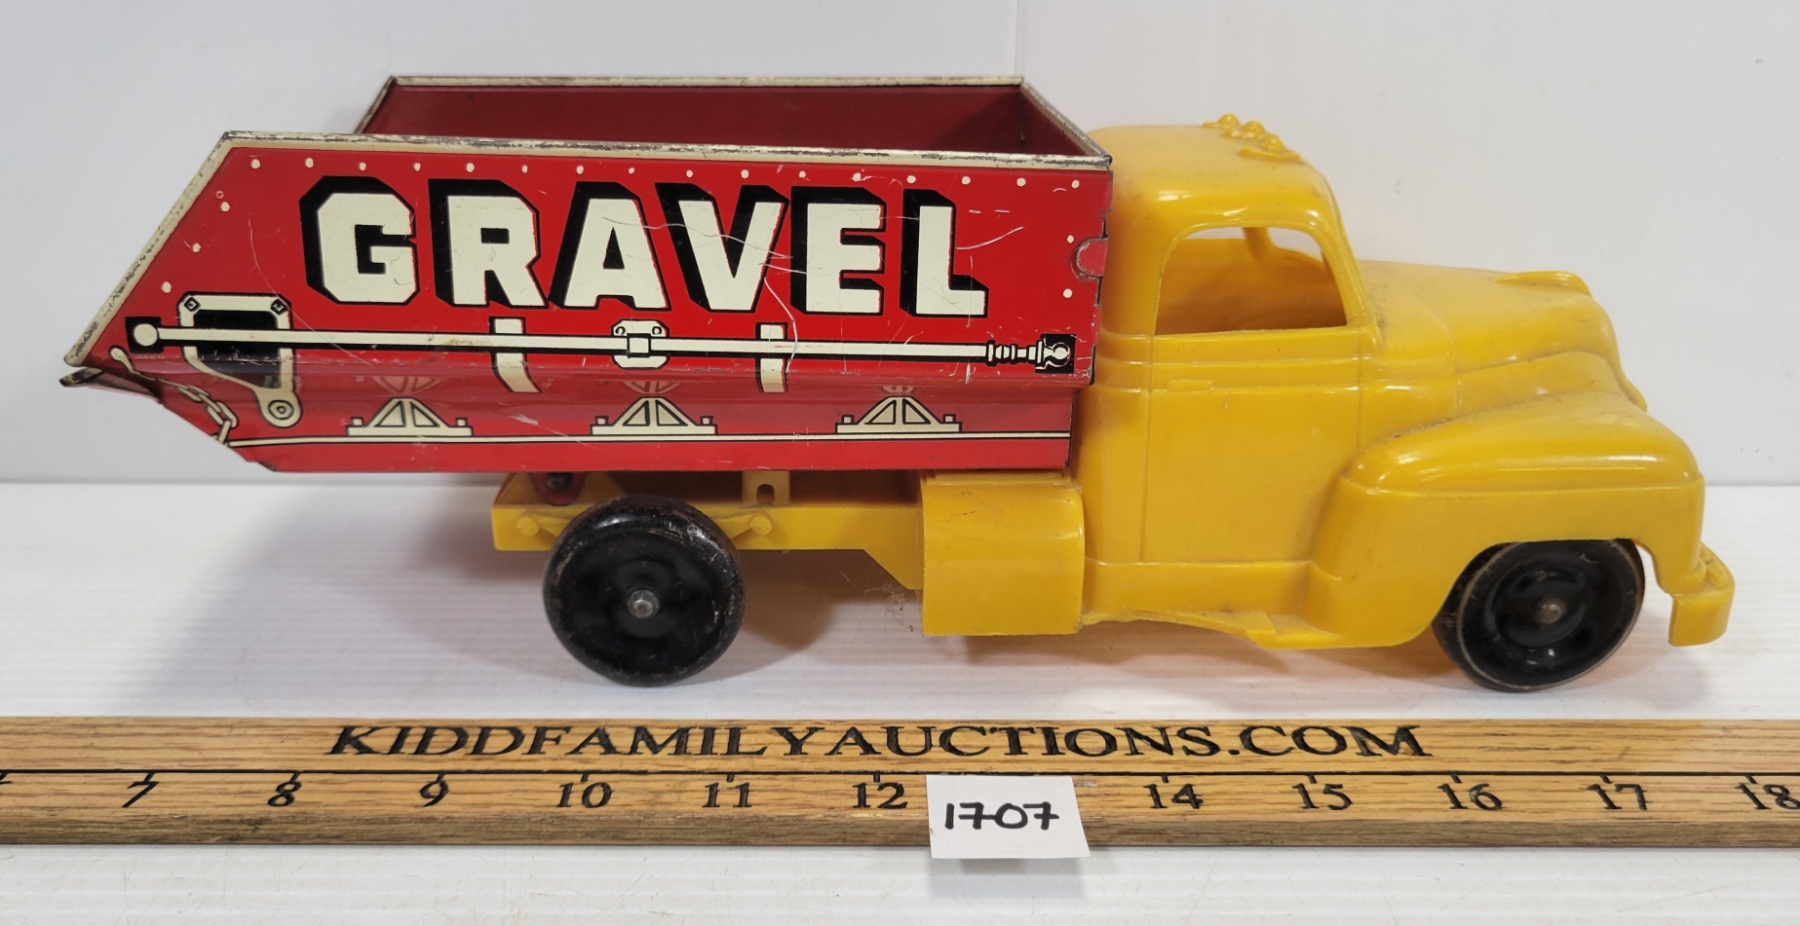 GRAVEL
KIDDFAMILYAUCTIONS.COM
7 8 9 10 11 12 14 15 16 17 18
1707